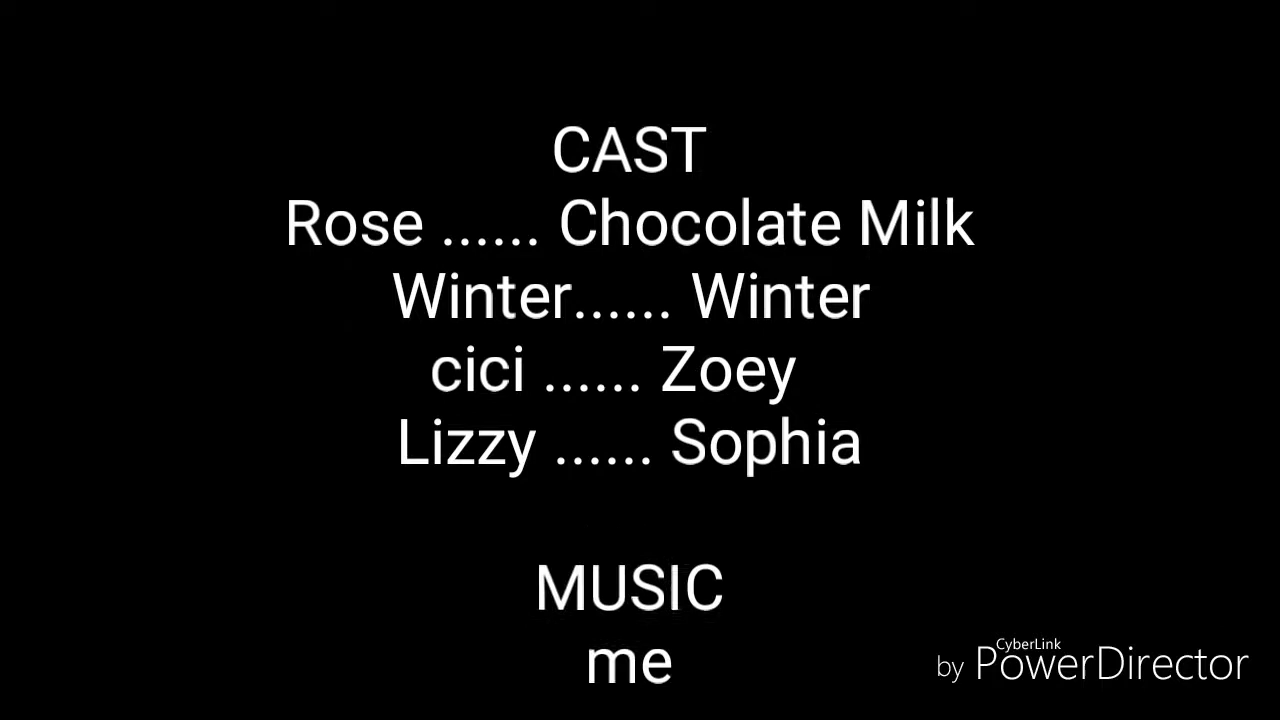 CAST
Rose ...... Chocolate Milk
Winter...... Winter
cici ...... Zoey
Lizzy ...... Sophia
MUSIC
me
CyberLink
by PowerDirector